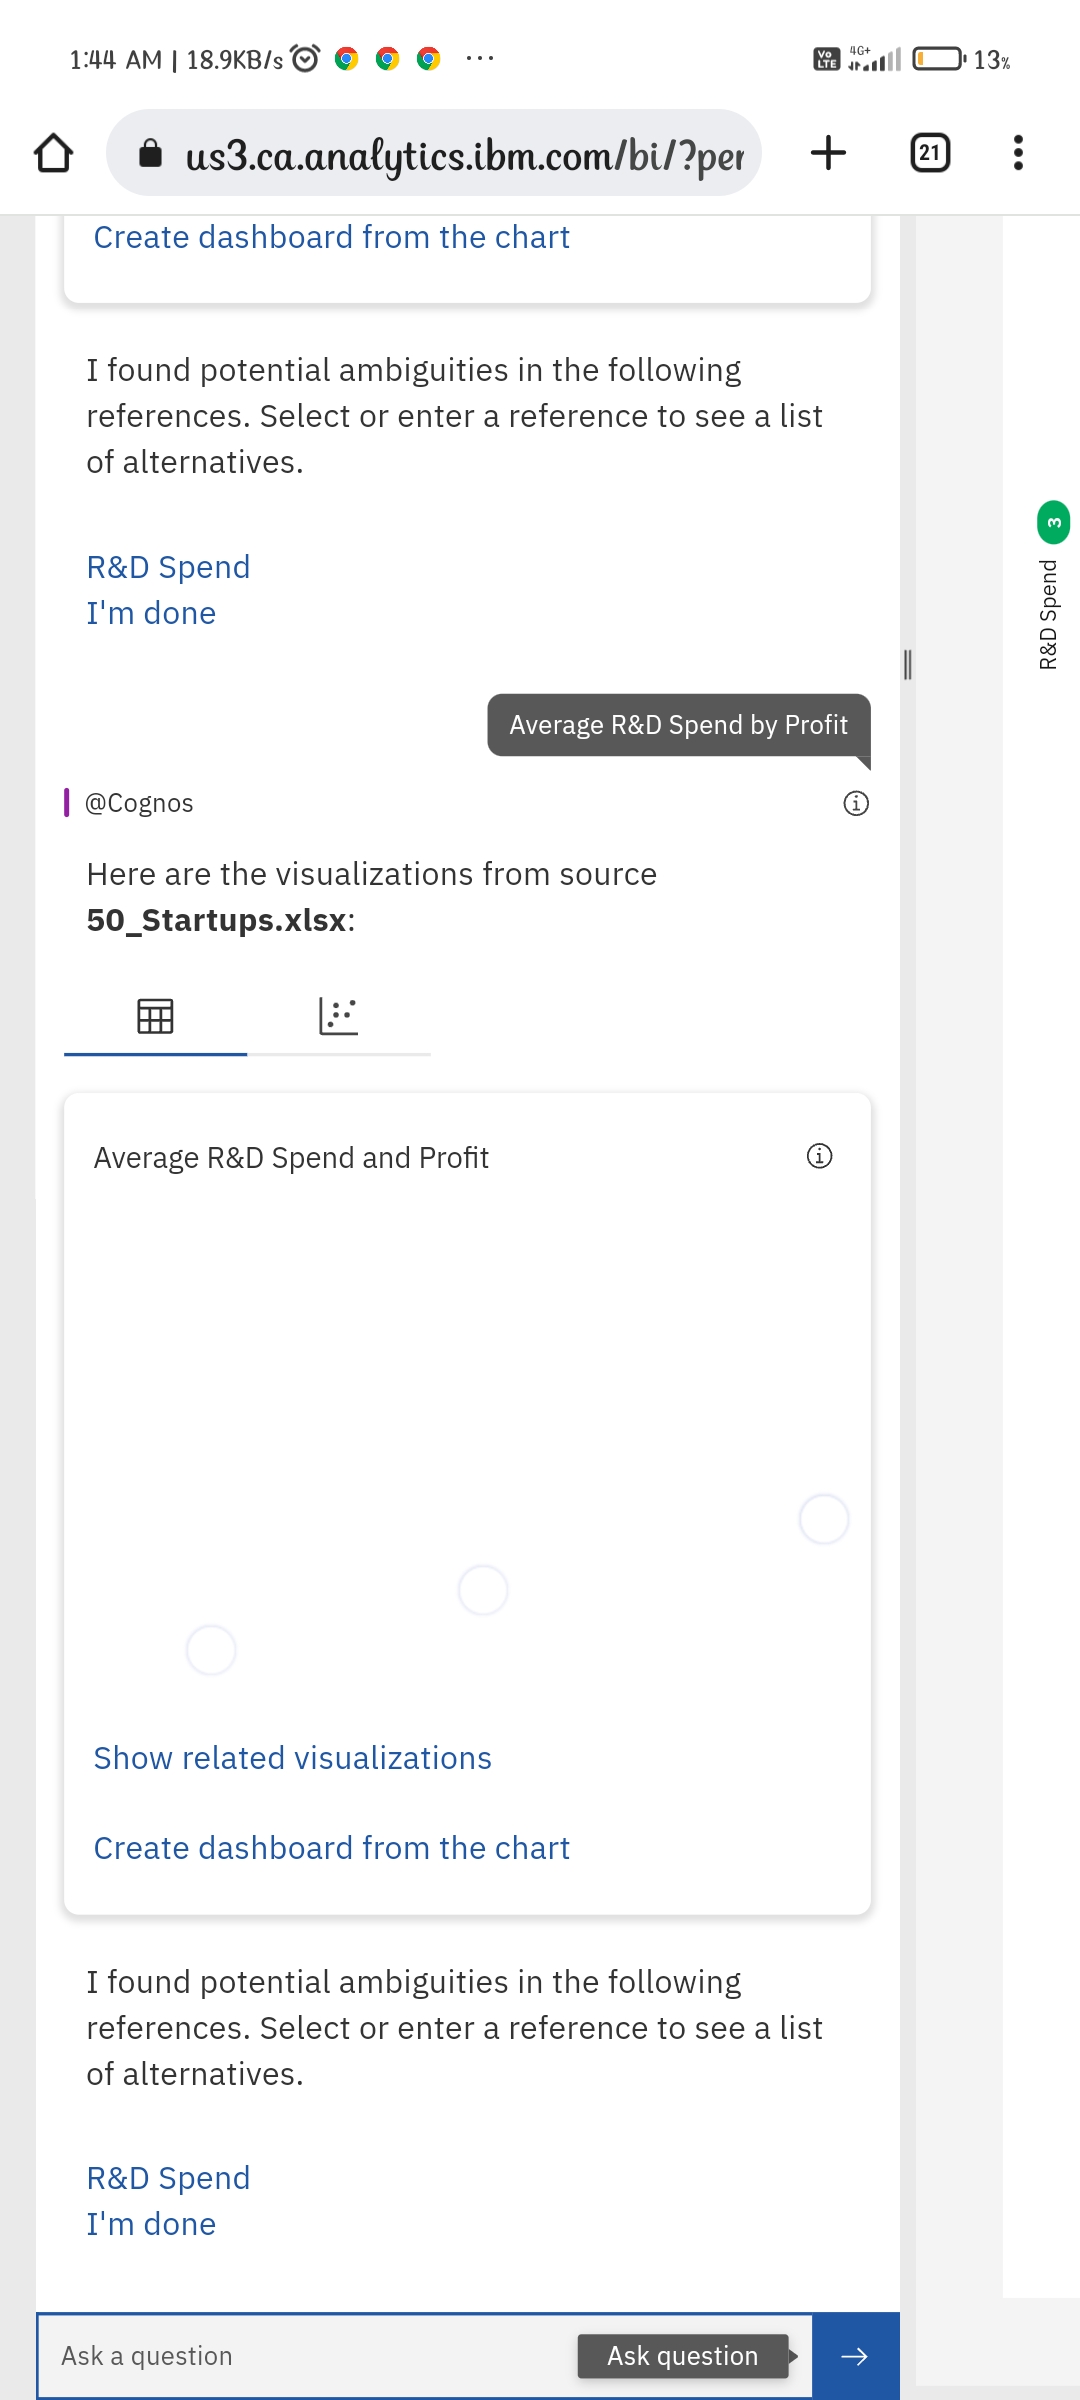 1:44 AM | 18.9KB/s ... Vo LTE 4G+ 13%
us3.ca.analytics.ibm.com/bi/?per 21
Create dashboard from the chart
I found potential ambiguities in the following
references. Select or enter a reference to see a list
of alternatives.
R&D Spend
I'm done
Average R&D Spend by Profit
@Cognos
Here are the visualizations from source
50_Startups.xlsx:
Average R&D Spend and Profit
Show related visualizations
Create dashboard from the chart
I found potential ambiguities in the following
references. Select or enter a reference to see a list
of alternatives.
R&D Spend
I'm done
Ask a question
Ask question
R&D Spend 3